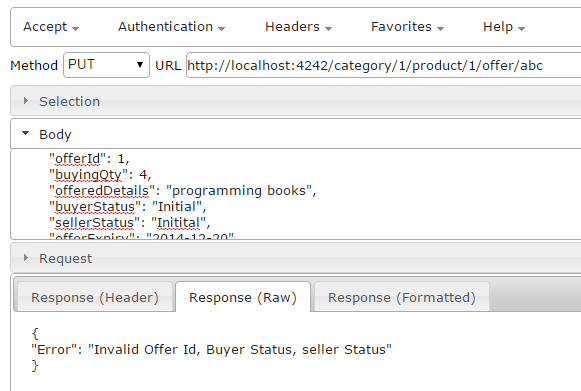 Accept Authentication Headers Favorites Help
Method PUT URL http://localhost:4242/category/1/product/1/offer/abc
Selection
Body
"offerId": 1,
"buyingQty": 4,
"offeredDetails": "programming books",
"buyerStatus": "Initial",
"sellerStatus": "Initital",
"offerExpiry": "2014-12-20"
Request
Response (Header) Response (Raw) Response (Formatted)
{
"Error": "Invalid Offer Id, Buyer Status, seller Status"
}